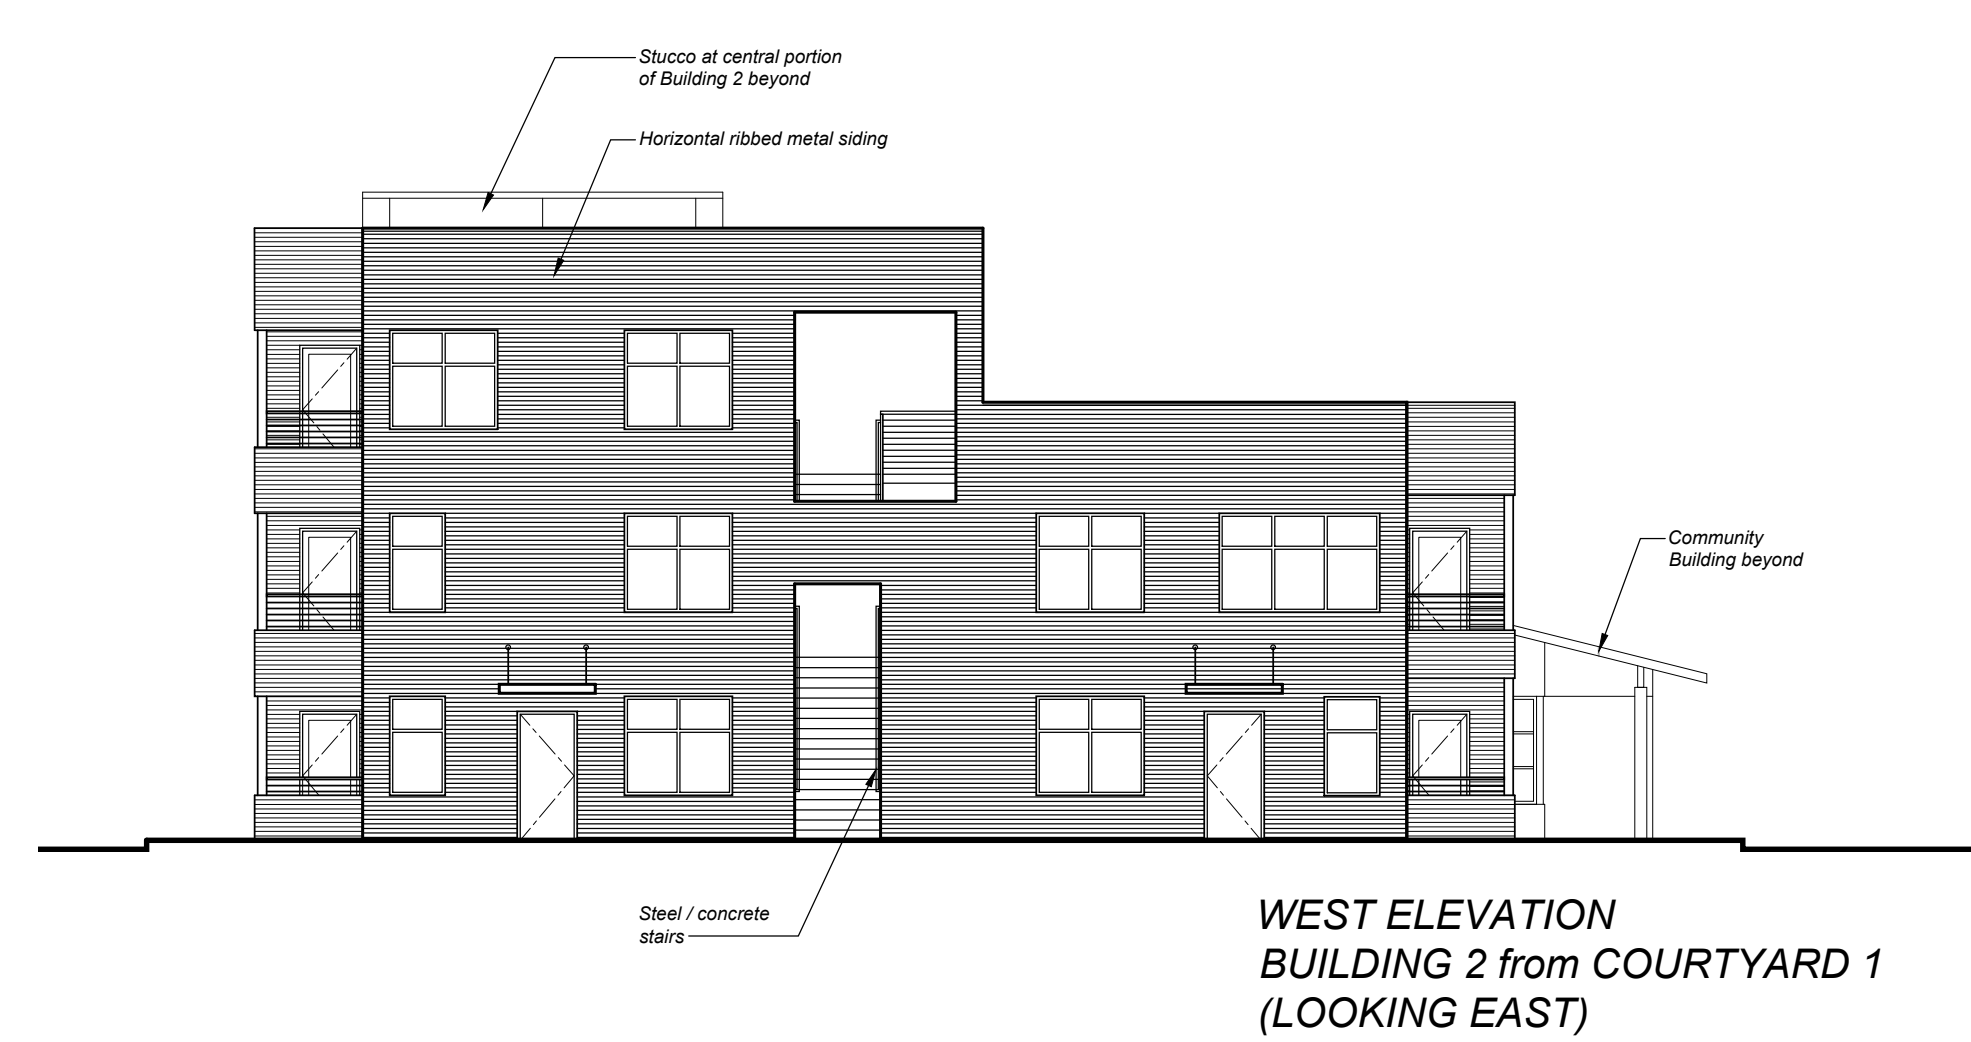 Stucco at central portion
of Building 2 beyond
Horizontal ribbed metal siding
Community
Building beyond
Steel / concrete
stairs
WEST ELEVATION
BUILDING 2 from COURTYARD 1
(LOOKING EAST)